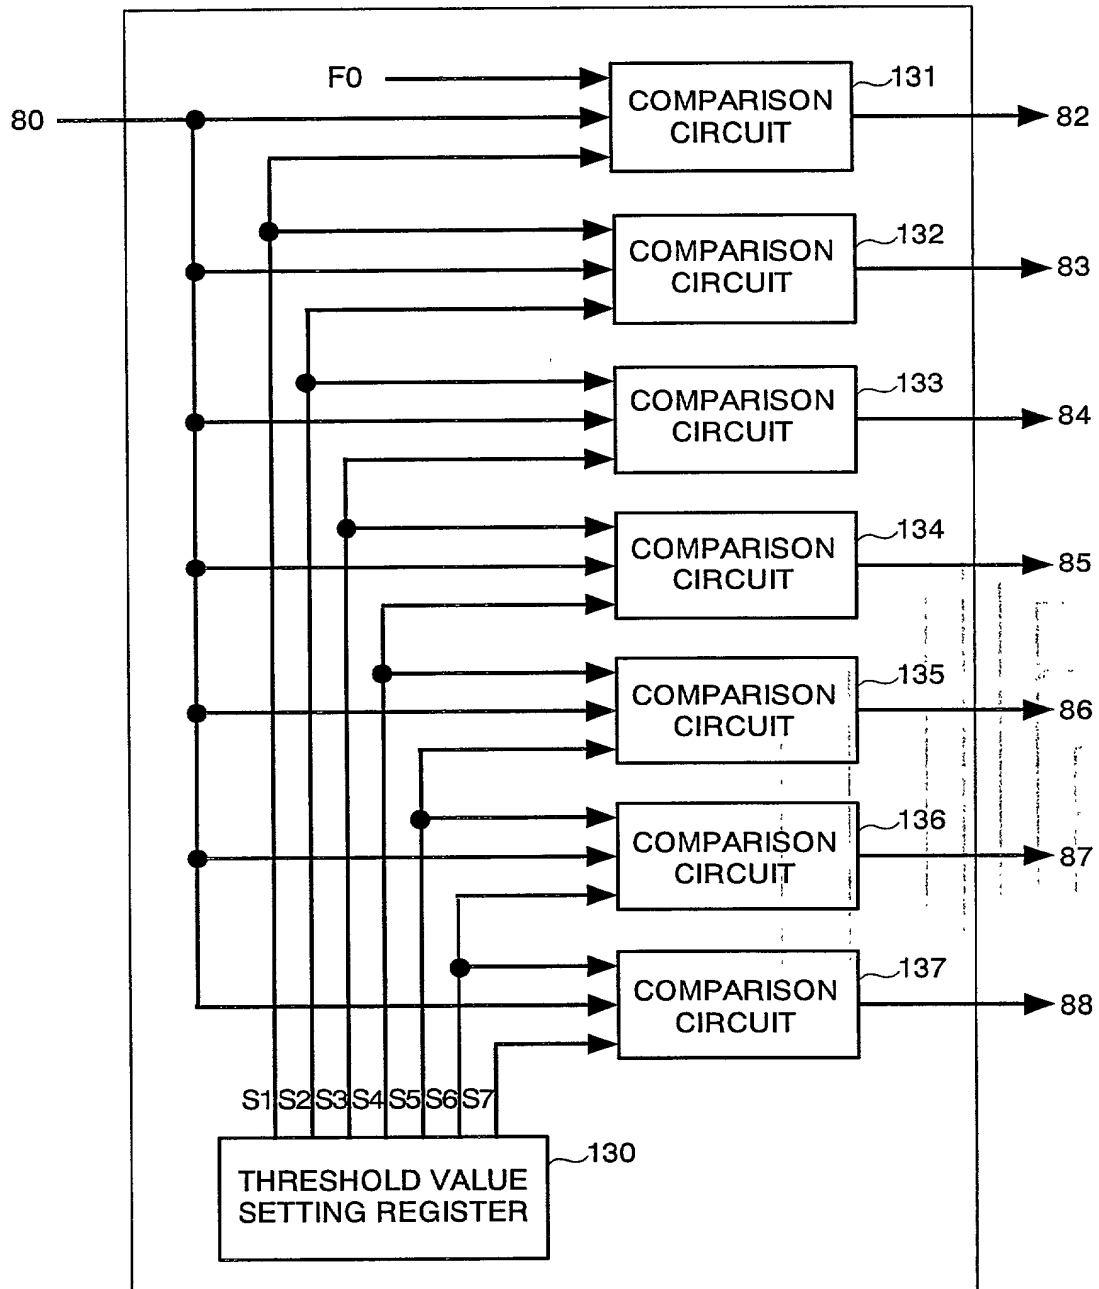 F0
131
80
COMPARISON
CIRCUIT
82
132
COMPARISON
CIRCUIT
83
133
COMPARISON
CIRCUIT
84
134
COMPARISON
CIRCUIT
85
135
COMPARISON
CIRCUIT
86
136
COMPARISON
CIRCUIT
87
137
COMPARISON
CIRCUIT
88
S1 S2 S3 S4 S5 S6 S7
130
THRESHOLD VALUE
SETTING REGISTER